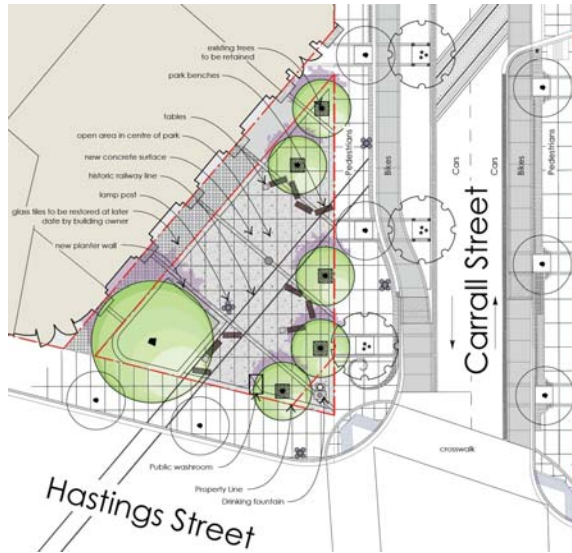 existing trees
to be retained
park benches
tables
open area in centre of park
new concrete surface
historic railway line
lamp post
glass tiles to be restored at later
date by building owner
new planter wall
Pedestrians
Bikes
Cars
Carrall Street
Cars
Bikes
Pedestrians
crosswalk
Public washroom
Property Line
Drinking fountain
Hastings Street